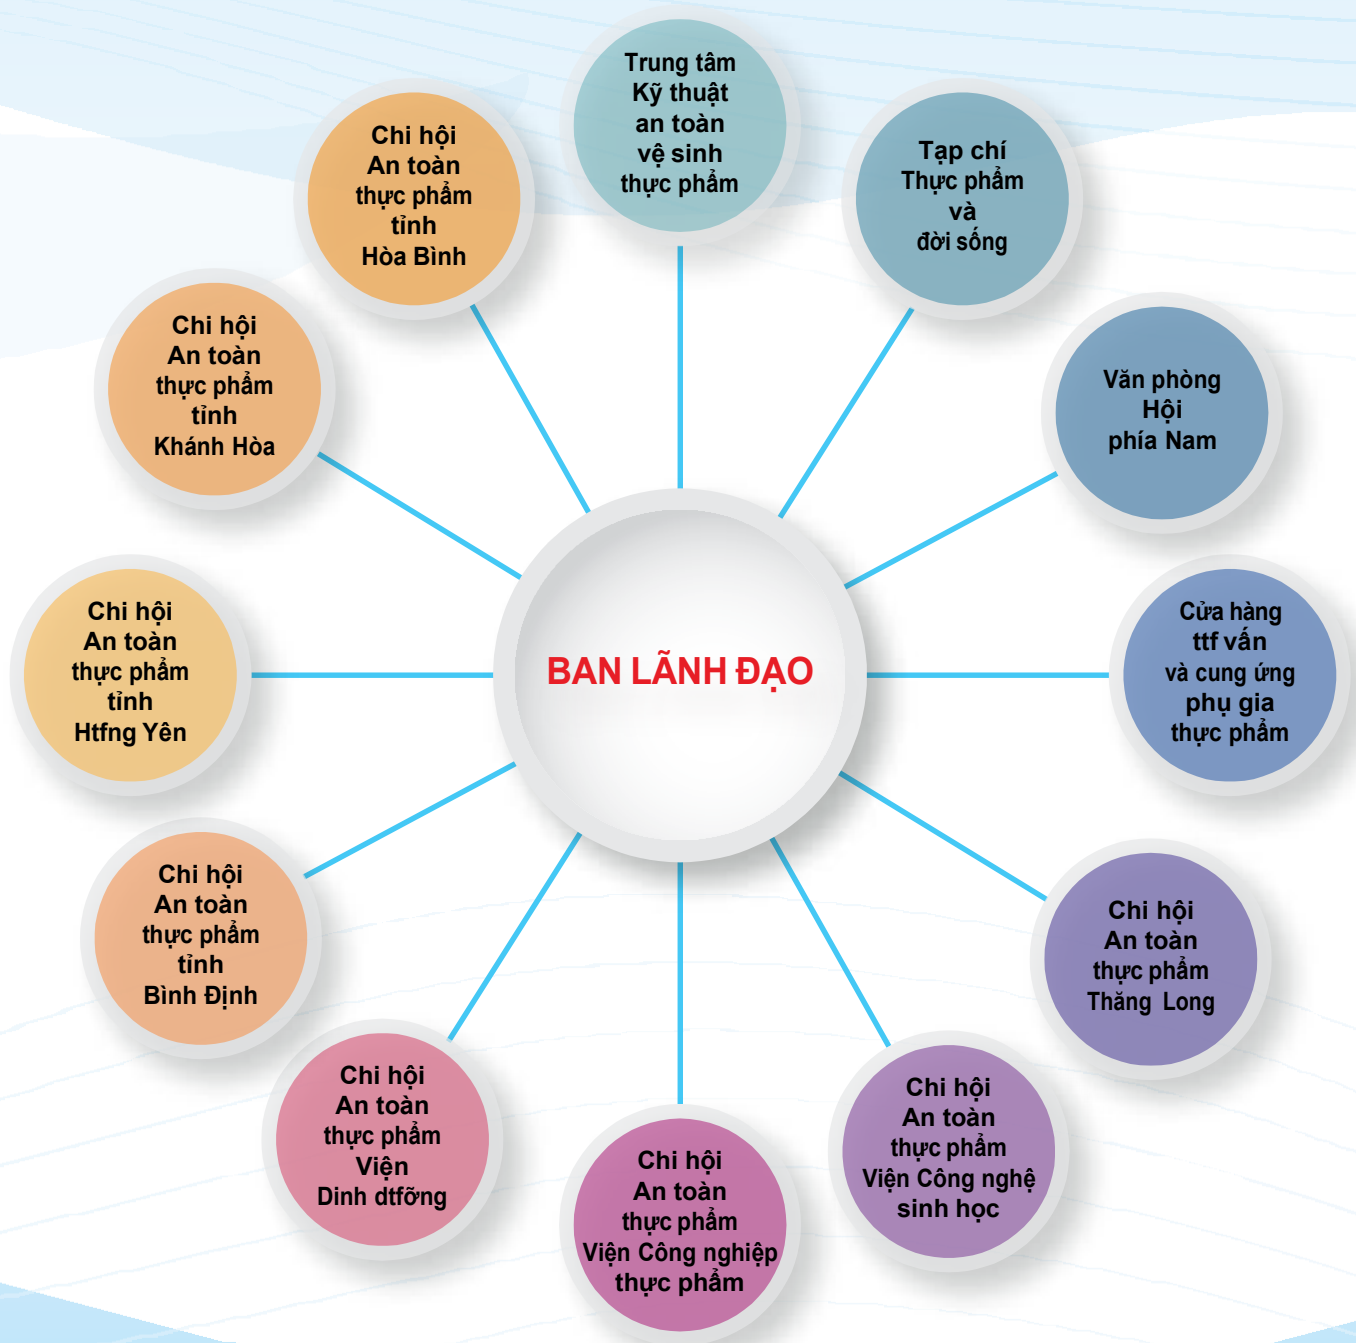 Trung tâm
Kỹ thuật
an toàn
vệ sinh
thực phẩm
Tạp chí
Thực phẩm
và
đời sống
Văn phòng
Hội
phía Nam
Cửa hàng
ttf vấn
và cung ứng
phụ gia
thực phẩm
Chi hội
An toàn
thực phẩm
Thăng Long
Chi hội
An toàn
thực phẩm
Viện Công nghệ
sinh học
Chi hội
An toàn
thực phẩm
Viện Công nghiệp
thực phẩm
Chi hội
An toàn
thực phẩm
Viện
Dinh dtfỡng
Chi hội
An toàn
thực phẩm
tỉnh
Bình Định
Chi hội
An toàn
thực phẩm
tỉnh
Htfng Yên
Chi hội
An toàn
thực phẩm
tỉnh
Khánh Hòa
Chi hội
An toàn
thực phẩm
tỉnh
Hòa Bình
BAN LÃNH ĐẠO